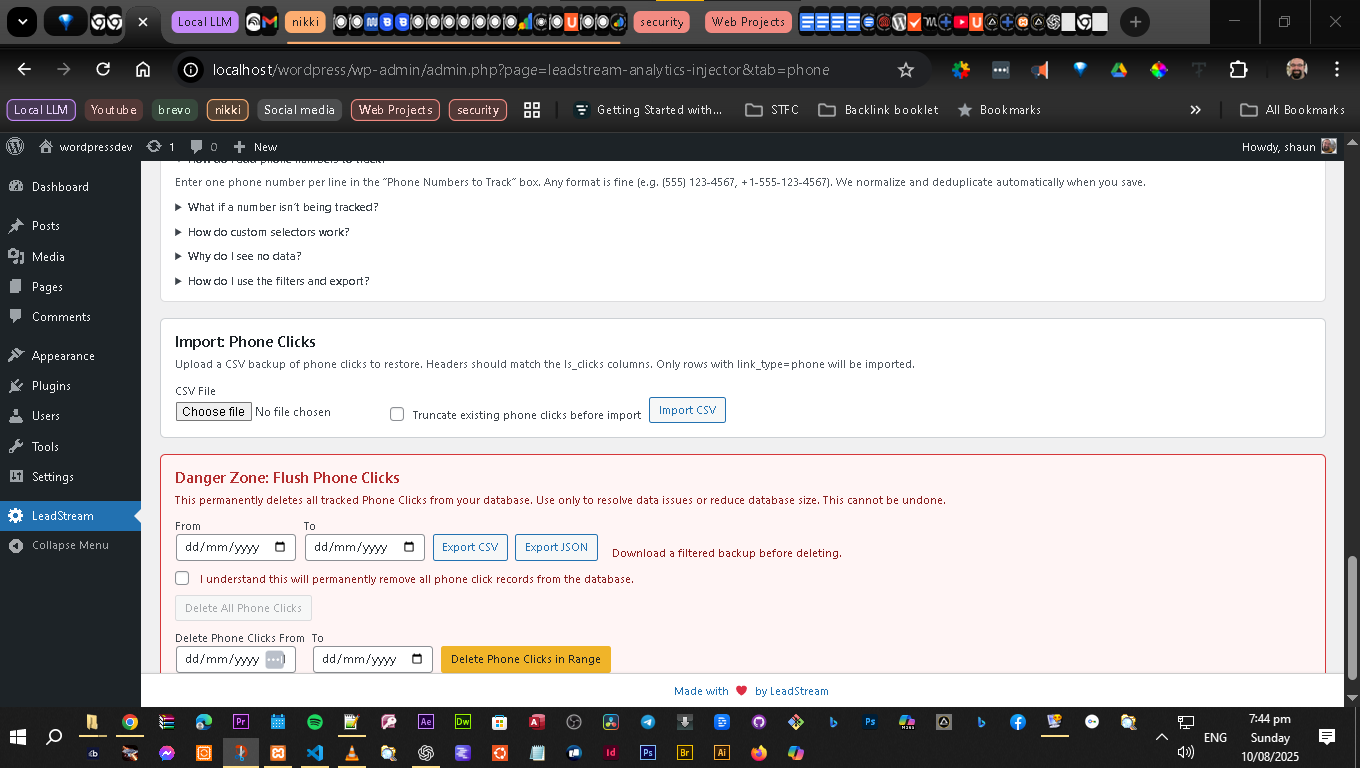 Local LLM
nikki
security
Web Projects
localhost/wordpress/wp-admin/admin.php?page=leadstream-analytics-injector&tab=phone
Local LLM Youtube brevo nikki Social media Web Projects security Getting Started with... STFC Backlink booklet Bookmarks » All Bookmarks
wordpressdev 1 0 New Howdy, shaun
How do I add phone numbers to track?
Enter one phone number per line in the “Phone Numbers to Track” box. Any format is fine (e.g. (555) 123-4567, +1-555-123-4567). We normalize and deduplicate automatically when you save.
What if a number isn’t being tracked?
How do custom selectors work?
Why do I see no data?
How do I use the filters and export?
Dashboard
Posts
Media
Pages
Comments
Appearance
Plugins
Users
Tools
Settings
LeadStream
Collapse Menu
Import: Phone Clicks
Upload a CSV backup of phone clicks to restore. Headers should match the ls_clicks columns. Only rows with link_type=phone will be imported.
CSV File
Choose file No file chosen Truncate existing phone clicks before import Import CSV
Danger Zone: Flush Phone Clicks
This permanently deletes all tracked Phone Clicks from your database. Use only to resolve data issues or reduce database size. This cannot be undone.
From To
dd/mm/yyyy dd/mm/yyyy Export CSV Export JSON Download a filtered backup before deleting.
I understand this will permanently remove all phone click records from the database.
Delete All Phone Clicks
Delete Phone Clicks From To
dd/mm/yyyy dd/mm/yyyy Delete Phone Clicks in Range
Made with by LeadStream
7:44 pm
ENG Sunday
10/08/2025